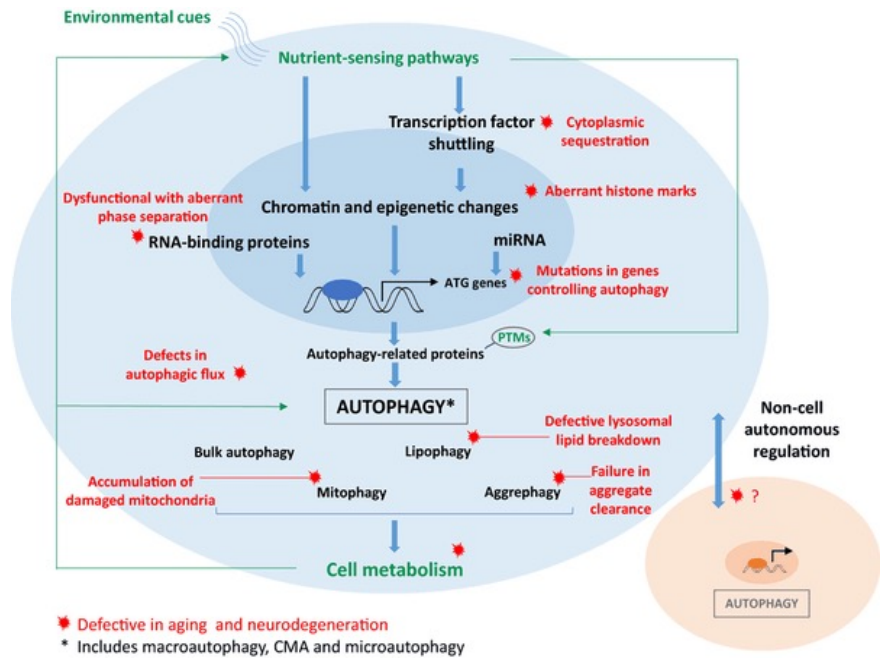 Environmental cues
Nutrient-sensing pathways
Transcription factor
shuttling
Cytoplasmic
sequestration
Aberrant histone marks
Dysfunctional with aberrant
phase separation
Chromatin and epigenetic changes
RNA-binding proteins
miRNA
ATG genes
Mutations in genes
controlling autophagy
Autophagy-related proteins
PTMs
Defects in
autophagic flux
AUTOPHAGY*
Non-cell
autonomous
regulation
Defective lysosomal
lipid breakdown
Bulk autophagy
Lipophagy
Accumulation of
damaged mitochondria
Mitophagy
Aggrephagy
Failure in
aggregate
clearance
?
Cell metabolism
AUTOPHAGY
Defective in aging and neurodegeneration
* Includes macroautophagy, CMA and microautophagy